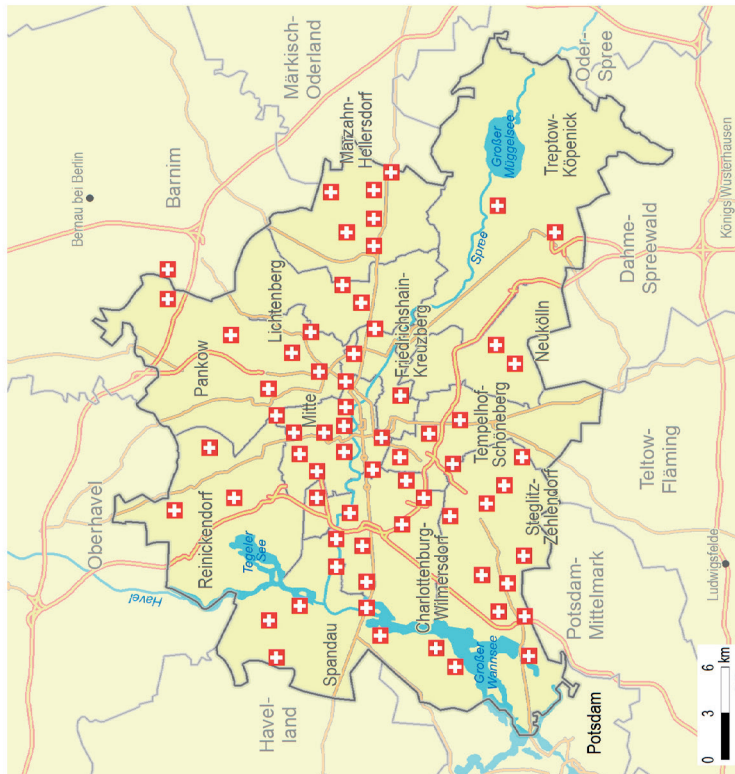 Bernau bei Berlin
Oberhavel
Havel
Barnim
Pankow
Reinickendorf
Tegeler
See
Havel-
land
Lichtenberg
Märkisch-
Oderland
Mitte
Spandau
Marzahn-
Hellersdorf
Friedrichshain-
Kreuzberg
Charlottenburg-
Wilmersdorf
Spree
Großer
Wannsee
Tempelhof-
Schöneberg
Großer
Müggelsee
Steglitz-
Zehlendorf
Neukölln
Treptow-
Köpenick
Oder-
Spree
Potsdam
Potsdam-
Mittelmark
Dahme-
Spreewald
Teltow-
Fläming
Ludwigsfelde
Königs Wusterhausen
0 3 6
km